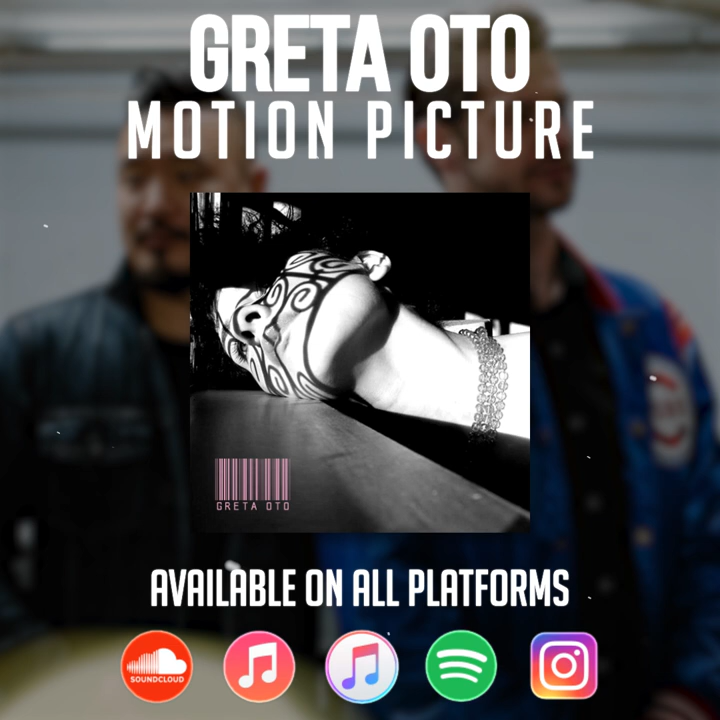 GRETA OTO
MOTION PICTURE
GRETA OTO
AVAILABLE ON ALL PLATFORMS
SOUNDCLOUD